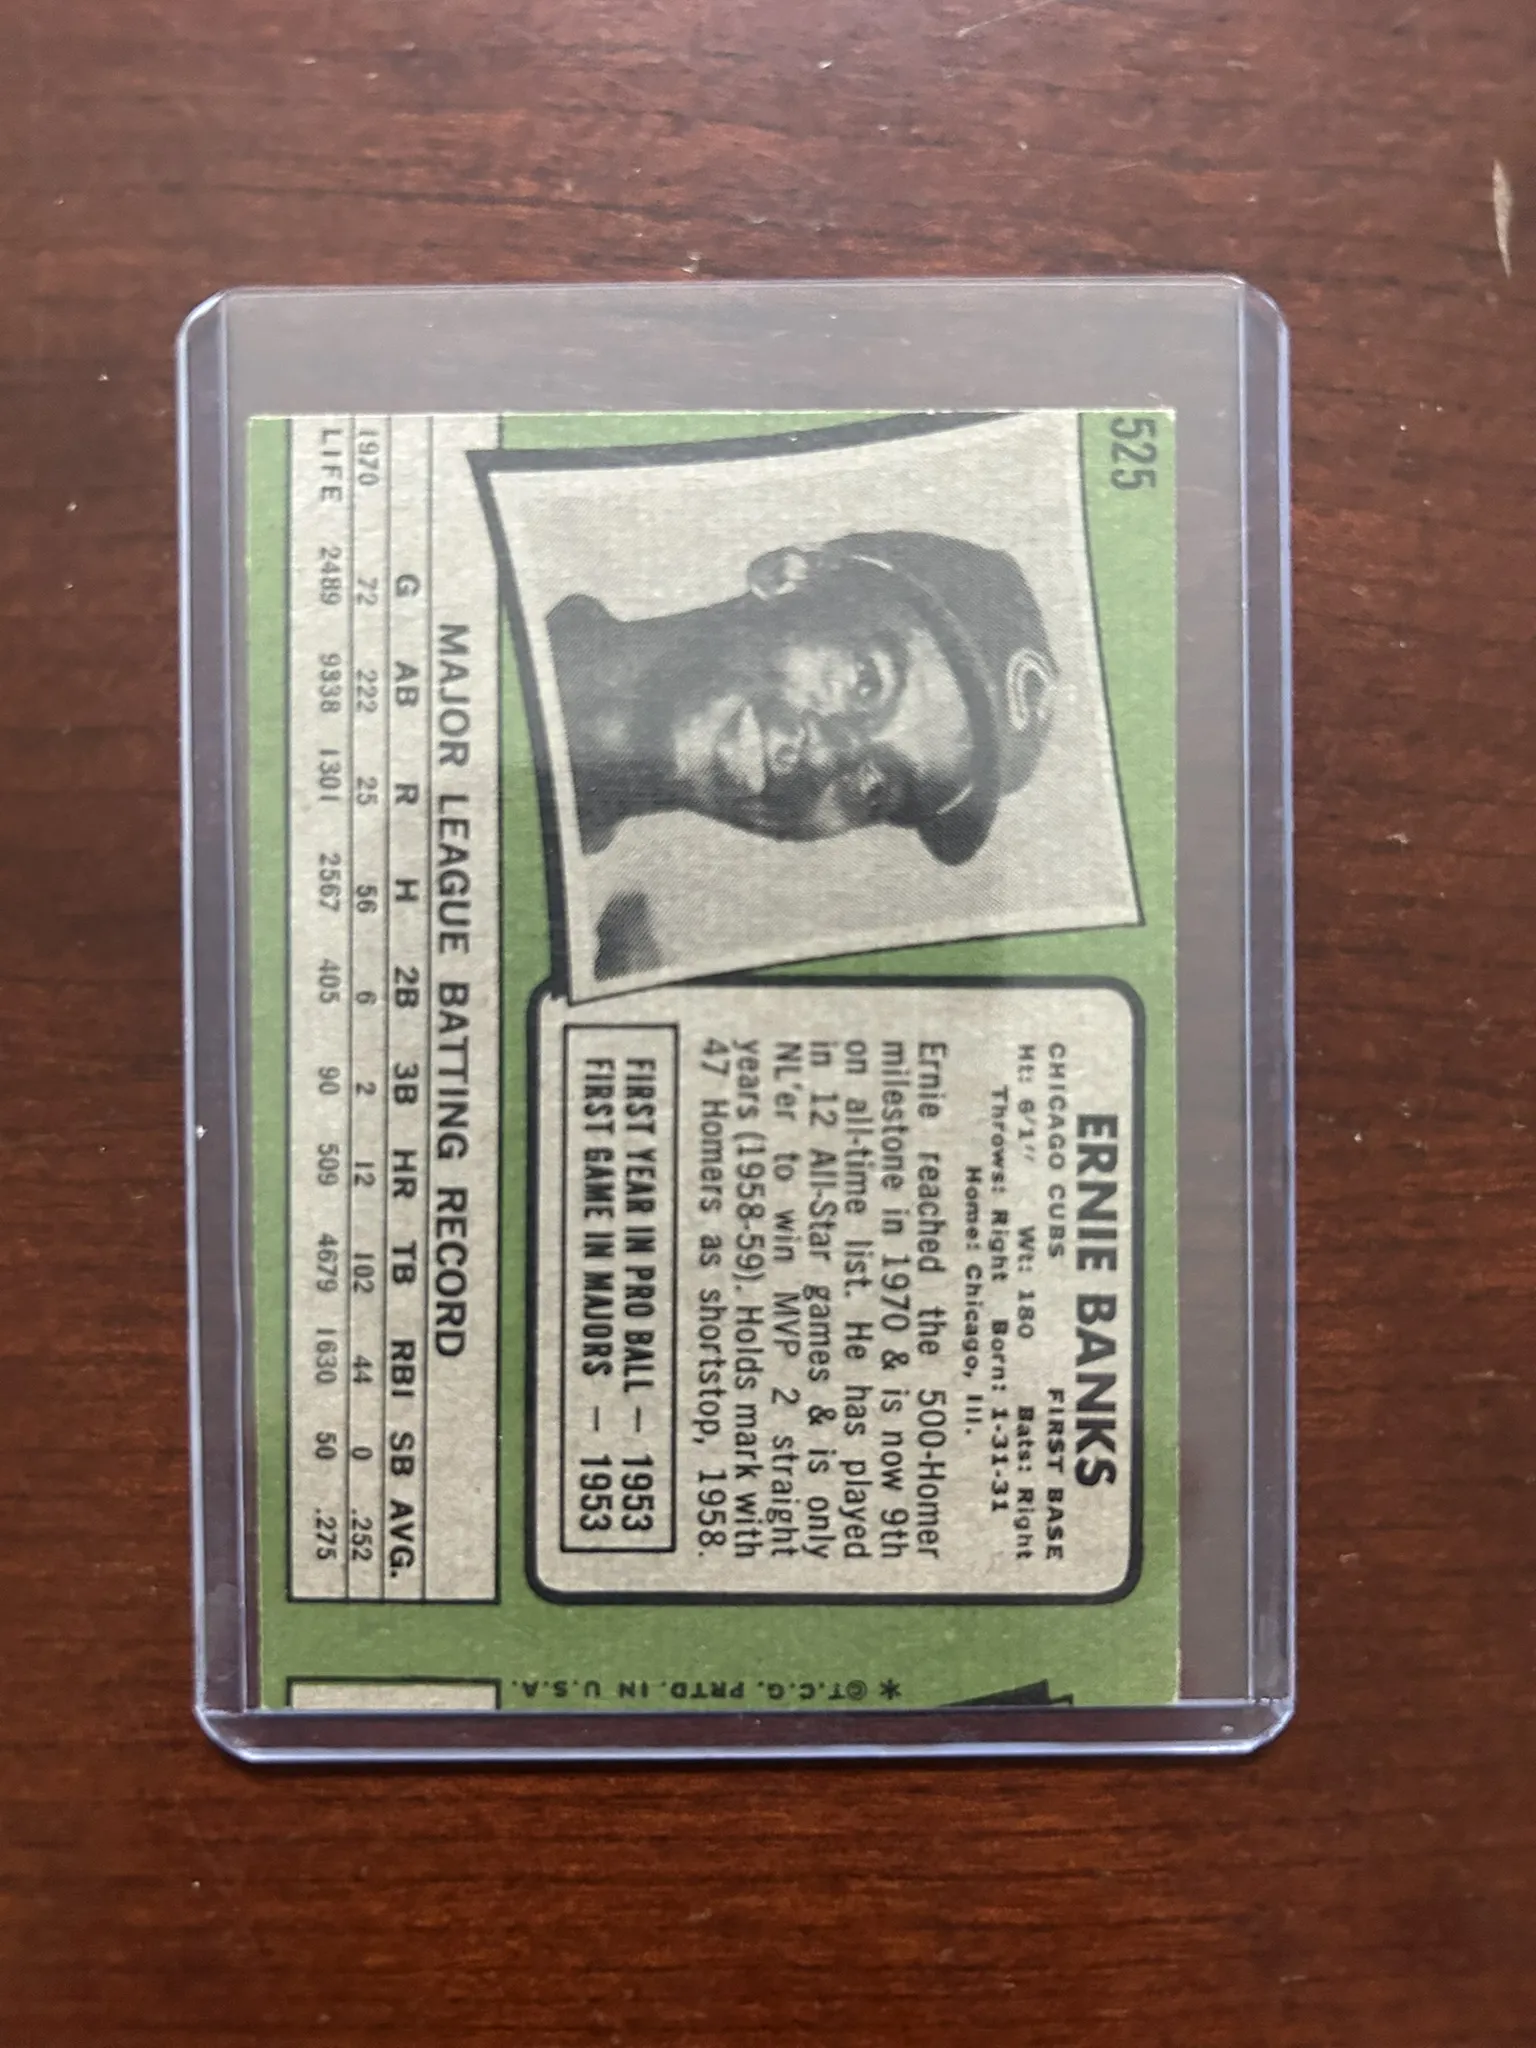 525
ERNIE BANKS
CHICAGO CUBS FIRST BASE
Ht: 6'1" Wt: 180 Bats: Right
Throws: Right Born: 1-31-31
Home: Chicago, Ill.
Ernie reached the 500-Homer
milestone in 1970 & is now 9th
on all-time list. He has played
in 12 All-Star games & is only
NL'er to win MVP 2 straight
years (1958-59). Holds mark with
47 Homers as shortstop, 1958.
FIRST YEAR IN PRO BALL — 1953
FIRST GAME IN MAJORS — 1953
MAJOR LEAGUE BATTING RECORD
G AB R H 2B 3B HR TB RBI SB AVG.
1970 72 222 25 56 6 2 12 102 44 0 .252
LIFE 2489 9338 1301 2567 405 90 509 4679 1630 50 .275
*©T.C.G. PRTD. IN U.S.A.